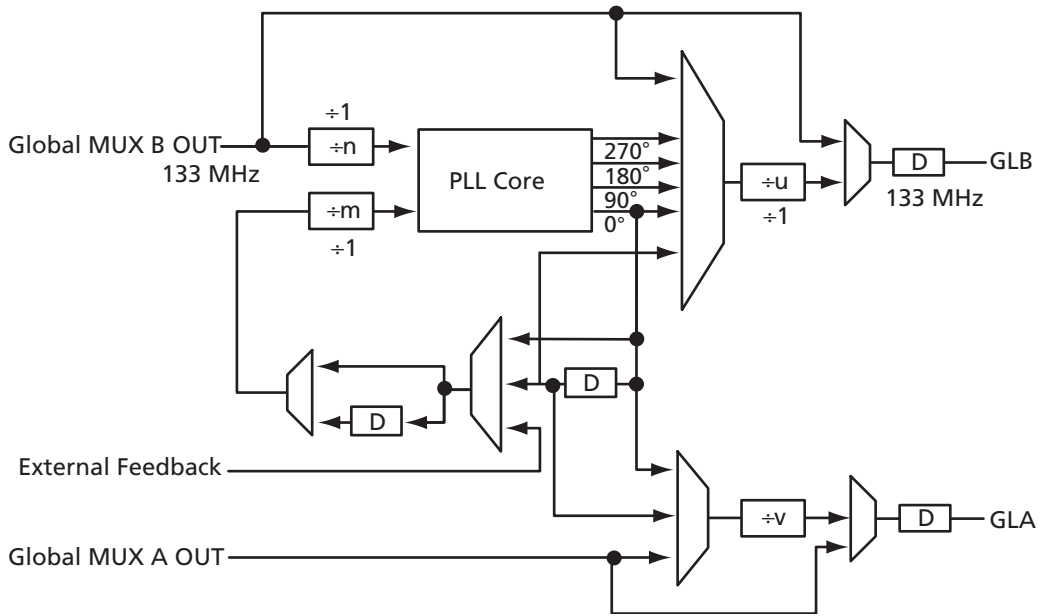 ÷1
Global MUX B OUT
÷n
133 MHz
÷m
÷1
PLL Core
270°
180°
90°
0°
÷u
÷1
D
GLB
133 MHz
D
D
External Feedback
÷v
D
GLA
Global MUX A OUT